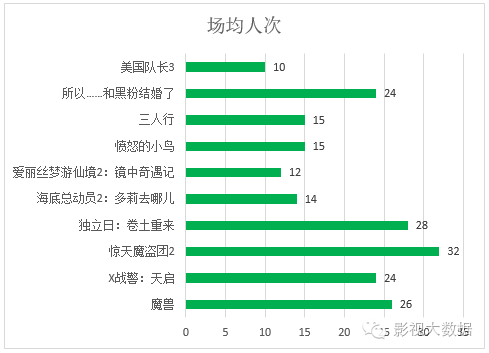 场均人次
美国队长3 10
所以……和黑粉结婚了 24
三人行 15
愤怒的小鸟 15
爱丽丝梦游仙境2：镜中奇遇记 12
海底总动员2：多莉去哪儿 14
独立日：卷土重来 28
惊天魔盗团2 32
X战警：天启 24
魔兽 26
0 5 10 15 20 25 30 35
影视大数据